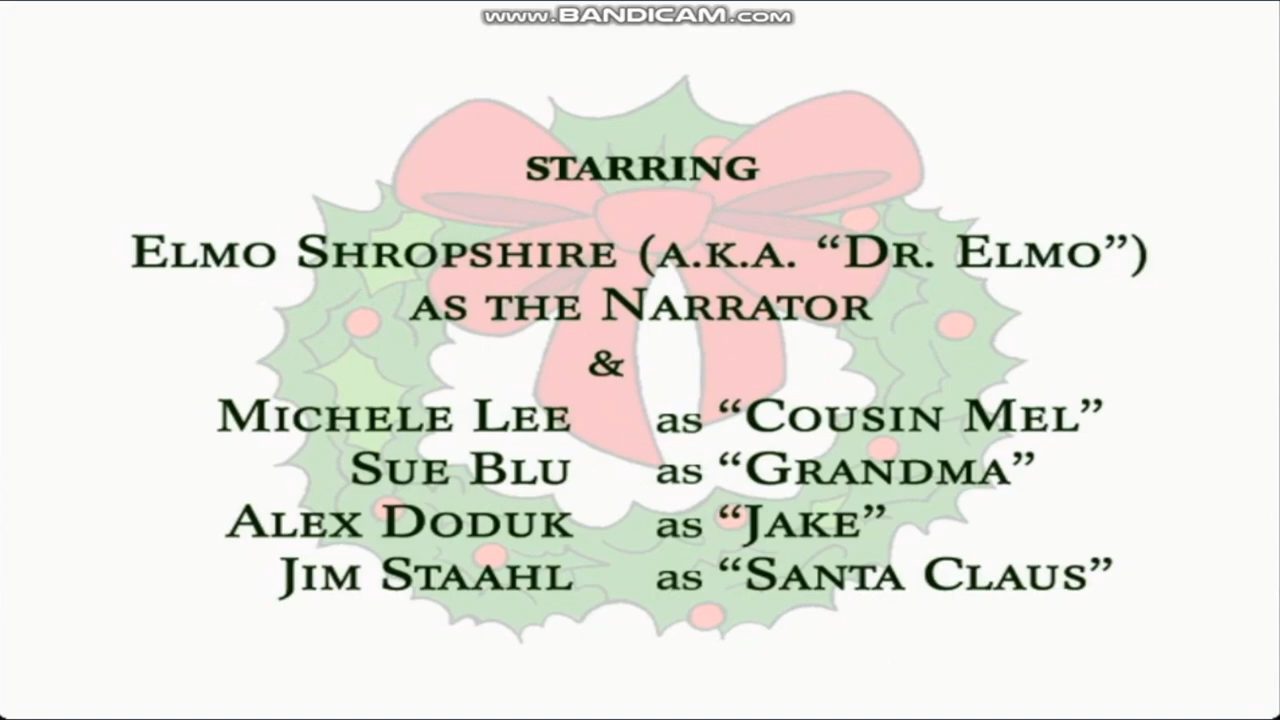 www.BANDICAM.com
STARRING
ELMO SHROPSHIRE (A.K.A. “DR. ELMO”)
AS THE NARRATOR
&
MICHELE LEE as “COUSIN MEL”
SUE BLU as “GRANDMA”
ALEX DODUK as “JAKE”
JIM STAAHL as “SANTA CLAUS”